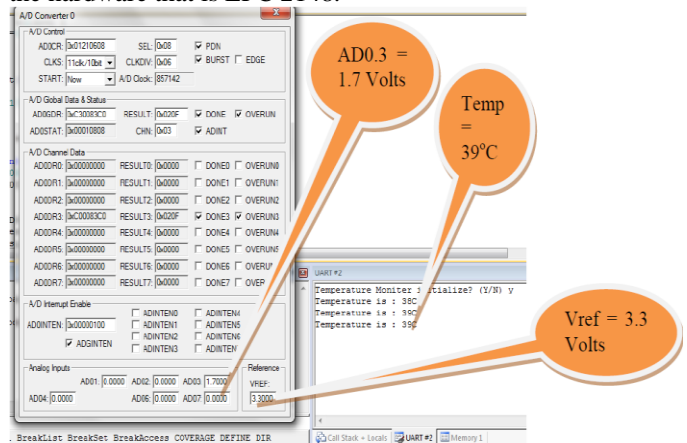 the hardware that is LPC 2148.
A/D Converter 0
A/D Control
AD0CR: 0x01210608 SEL: 0x08 PDN
CLKS: 11clk/10bit CLKDIV: 0x06 BURST EDGE
START: Now A/D Clock: 857142
A/D Global Data & Status
AD0GDR: 0xC30083C0 RESULT: 0x020F DONE OVERUN
AD0STAT: 0x00010808 CHN: 0x03 ADINT
A/D Channel Data
AD0DR0: 0x00000000 RESULT0: 0x0000 DONE0 OVERUN0
AD0DR1: 0x00000000 RESULT1: 0x0000 DONE1 OVERUN1
AD0DR2: 0x00000000 RESULT2: 0x0000 DONE2 OVERUN2
AD0DR3: 0xC00083C0 RESULT3: 0x020F DONE3 OVERUN3
AD0DR4: 0x00000000 RESULT4: 0x0000 DONE4 OVERUN4
AD0DR5: 0x00000000 RESULT5: 0x0000 DONE5 OVERUN5
AD0DR6: 0x00000000 RESULT6: 0x0000 DONE6
AD0DR7: 0x00000000 RESULT7: 0x0000 DONE7
A/D Interrupt Enable
ADINTEN0 ADINTEN4
AD0INTEN: 0x00000100 ADINTEN1 ADINTEN5
ADINTEN2 ADINTEN6
ADGINTEN ADINTEN3
Analog Inputs Reference
AD01: 0.0000 AD02: 0.0000 AD03: 1.7000 VREF:
AD04: 0.0000 AD06: 0.0000 AD07: 0.0000 3.3000
AD0.3 =
1.7 Volts
Temp
=
39°C
UART #2
Temperature Moniter initialize? (Y/N) y
Temperature is : 38C
Temperature is : 39C
Temperature is : 39C
Vref = 3.3
Volts
BreakList BreakSet BreakAccess COVERAGE DEFINE DIR
Call Stack + Locals UART #2 Memory 1